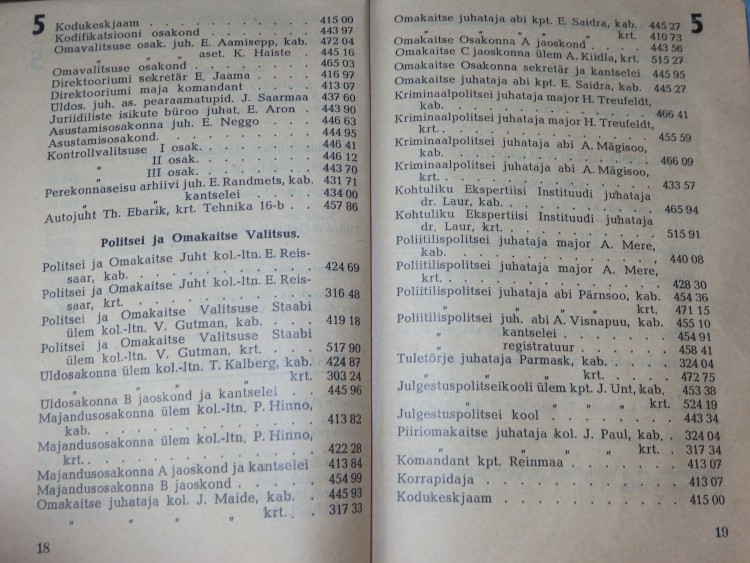 5
Kodukeskjaam . . . . . . . . . . 415 00
Kodifikatsiooni osakond . . . . . . 443 97
Omavalitsuse osak. juh. E. Aamisepp, kab. 472 04
„ „ aset. K. Haiste . . 445 16
Omavalitsuse osakond . . . . . . . 465 03
Direktooriumi sekretär E, Jaama . . . . 416 97
Direktooriumi maja komandant . . . . 413 07
Üldos. juh. as. pearaamatupid. J. Saarmaa 437 60
Juriidiliste isikute büroo juhat. E. Aron . 443 90
Asustamisosakonna juh. E. Neggo . . . 446 63
Asustamisosakond. . . . . . . . . 444 95
Kontrollvalitsuse I osak. . . . . . . 446 41
„ II osak. . . . . . . 446 12
„ III osak. . . . . . . 443 70
Perekonnaseisu arhiivi juh. E. Randmets, kab. 431 71
„ kantselei . . . . 434 00
Autojuht Th. Ebarik, krt. Tehnika 16-b . . 457 86
Politsei ja Omakaitse Valitsus.
Politsei ja Omakaitse Juht kol.-ltn. E. Reis-
saar, kab. . . . . . . . . . . 424 69
Politsei ja Omakaitse Juht kol.-ltn. E. Reis-
saar, krt. . . . . . . . . . . 316 48
Politsei ja Omakaitse Valitsuse Staabi
ülem kol.-ltn. V. Gutman, kab. . . . 419 18
Politsei ja Omakaitse Valitsuse Staabi
ülem kol.-ltn. V. Gutman, krt. . . . 517 90
Üldosakonna ülem kol.-ltn. T. Kalberg, kab. 424 87
„ „ „ „ krt. 303 24
Üldosakonna B jaoskond ja kantselei . . 445 96
Majandusosakonna ülem kol.-ltn. P. Hinno,
kab. . . . . . . . . . . . . 413 82
Majandusosakonna ülem kol.-ltn. P. Hinno,
krt. . . . . . . . . . . . . 422 28
Majandusosakonna A jaoskond ja kantselei 413 84
Majandusosakonna B jaoskond . . . . 454 99
Omakaitse juhataja kol. J. Maide, kab. . 445 93
„ „ „ „ krt. . 317 33
18
5
Omakaitse juhataja abi kpt. E. Saidra, kab. 445 27
„ „ „ „ krt. 410 73
Omakaitse Osakonna A jaoskond . . . . 443 56
Omakaitse C jaoskonna ülem A. Kiidla, krt. 515 27
Omakaitse Osakonna sekretär ja kantselei 445 95
Omakaitse juhataja abi kpt. E. Saidra, kab. 445 27
Kriminaalpolitsei juhataja major H. Treufeldt,
kab. . . . . . . . . . . . . 466 41
Kriminaalpolitsei juhataja major H. Treufeldt,
krt. . . . . . . . . . . . . 455 59
Kriminaalpolitsei juhataja abi A. Mägisoo,
kab. . . . . . . . . . . . . 466 09
Kriminaalpolitsei juhataja abi A. Mägisoo,
krt. . . . . . . . . . . . . 433 57
Kohtuliku Ekspertiisi Instituudi juhataja
dr. Laur, kab. . . . . . . . . . 465 94
Kohtuliku Ekspertiisi Instituudi juhataja
dr. Laur, krt. . . . . . . . . . 515 91
Poliitilispolitsei juhataja major A. Mere,
kab. . . . . . . . . . . . . 440 08
Poliitilispolitsei juhataja major A. Mere,
krt. . . . . . . . . . . . . 428 30
Poliitilispolitsei juhataja abi Pärnsoo, kab. 454 36
„ „ „ „ krt. 471 15
Poliitilispolitsei juh. abi A. Visnapuu, kab. 455 10
„ kantselei . . . . . 454 91
„ registratuur . . . . 458 41
Tuletõrje juhataja Parmask, kab. . . . . 324 04
„ „ „ krt. . . . . 472 75
Julgestuspolitseikooli ülem kpt. J. Unt, kab. 453 38
„ „ „ „ krt. 524 19
Julgestuspolitsei kool . . . . . . . 443 34
Piiriomakaitse juhataja kol. J. Paul, kab. . 324 04
„ „ „ „ krt. . 317 34
Komandant kpt. Reinmaa . . . . . . 413 07
Korrapidaja . . . . . . . . . . 413 07
Kodukeskjaam . . . . . . . . . 415 00
19